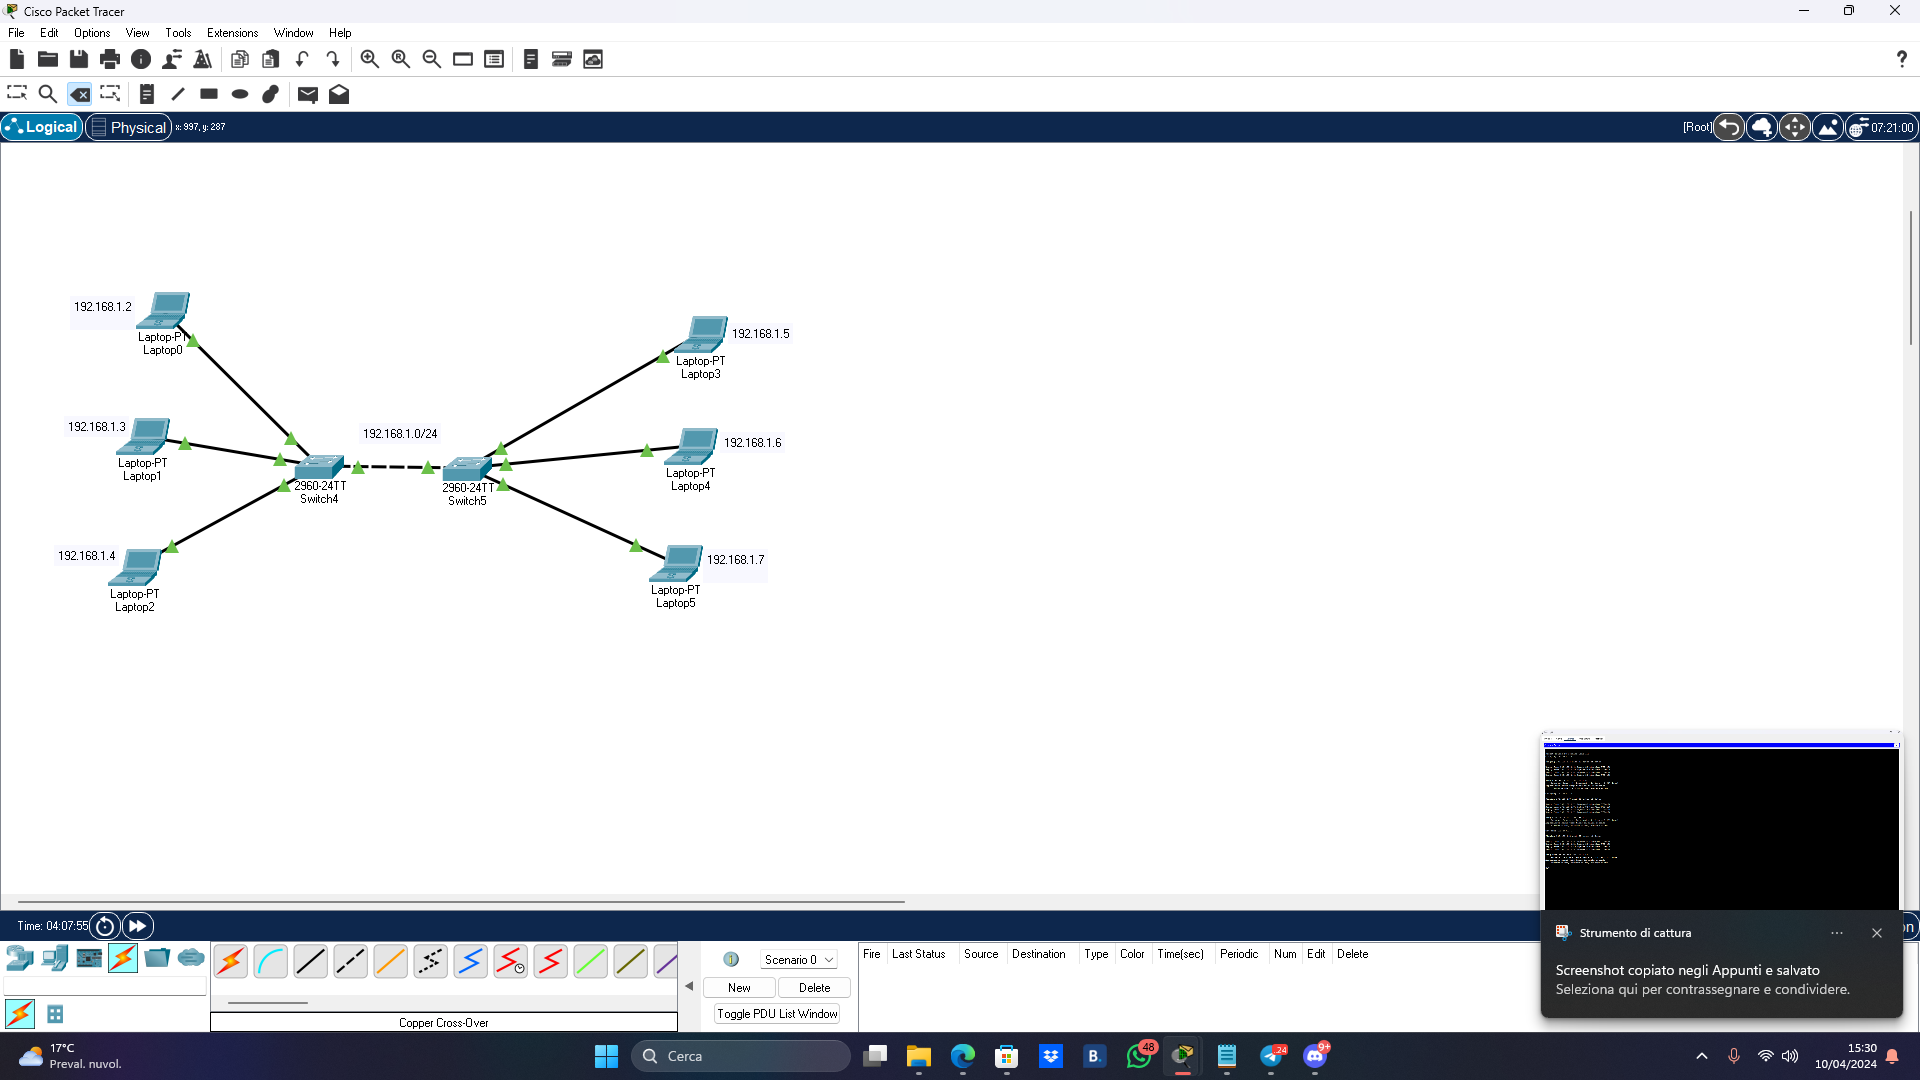 Cisco Packet Tracer
File Edit Options View Tools Extensions Window Help
Logical Physical x: 997, y: 287 [Root] 07:21:00
192.168.1.2
Laptop-PT
Laptop0
192.168.1.5
Laptop-PT
Laptop3
192.168.1.3
Laptop-PT
Laptop1
192.168.1.0/24
192.168.1.6
Laptop-PT
Laptop4
2960-24TT
Switch4
2960-24TT
Switch5
192.168.1.4
Laptop-PT
Laptop2
192.168.1.7
Laptop-PT
Laptop5
Time: 04:07:55
Scenario 0
New Delete
Toggle PDU List Window
Fire Last Status Source Destination Type Color Time(sec) Periodic Num Edit Delete
Copper Cross-Over
Strumento di cattura
Screenshot copiato negli Appunti e salvato
Seleziona qui per contrassegnare e condividere.
17°C
Preval. nuvol.
Cerca
B.
48
24
9+
15:30
10/04/2024